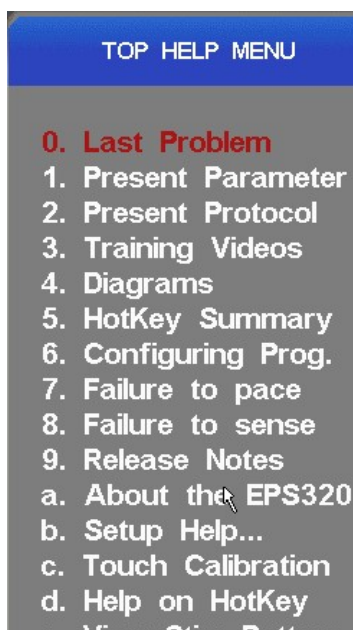 TOP HELP MENU
0. Last Problem
1. Present Parameter
2. Present Protocol
3. Training Videos
4. Diagrams
5. HotKey Summary
6. Configuring Prog.
7. Failure to pace
8. Failure to sense
9. Release Notes
a. About the EPS320
b. Setup Help...
c. Touch Calibration
d. Help on HotKey